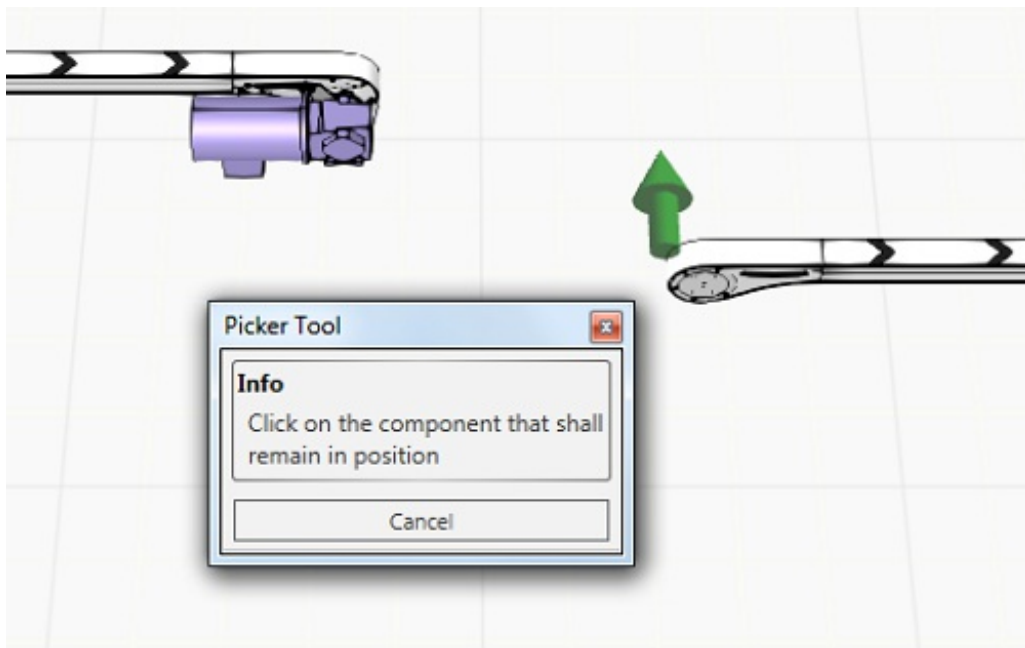 Picker Tool
Info
Click on the component that shall
remain in position
Cancel